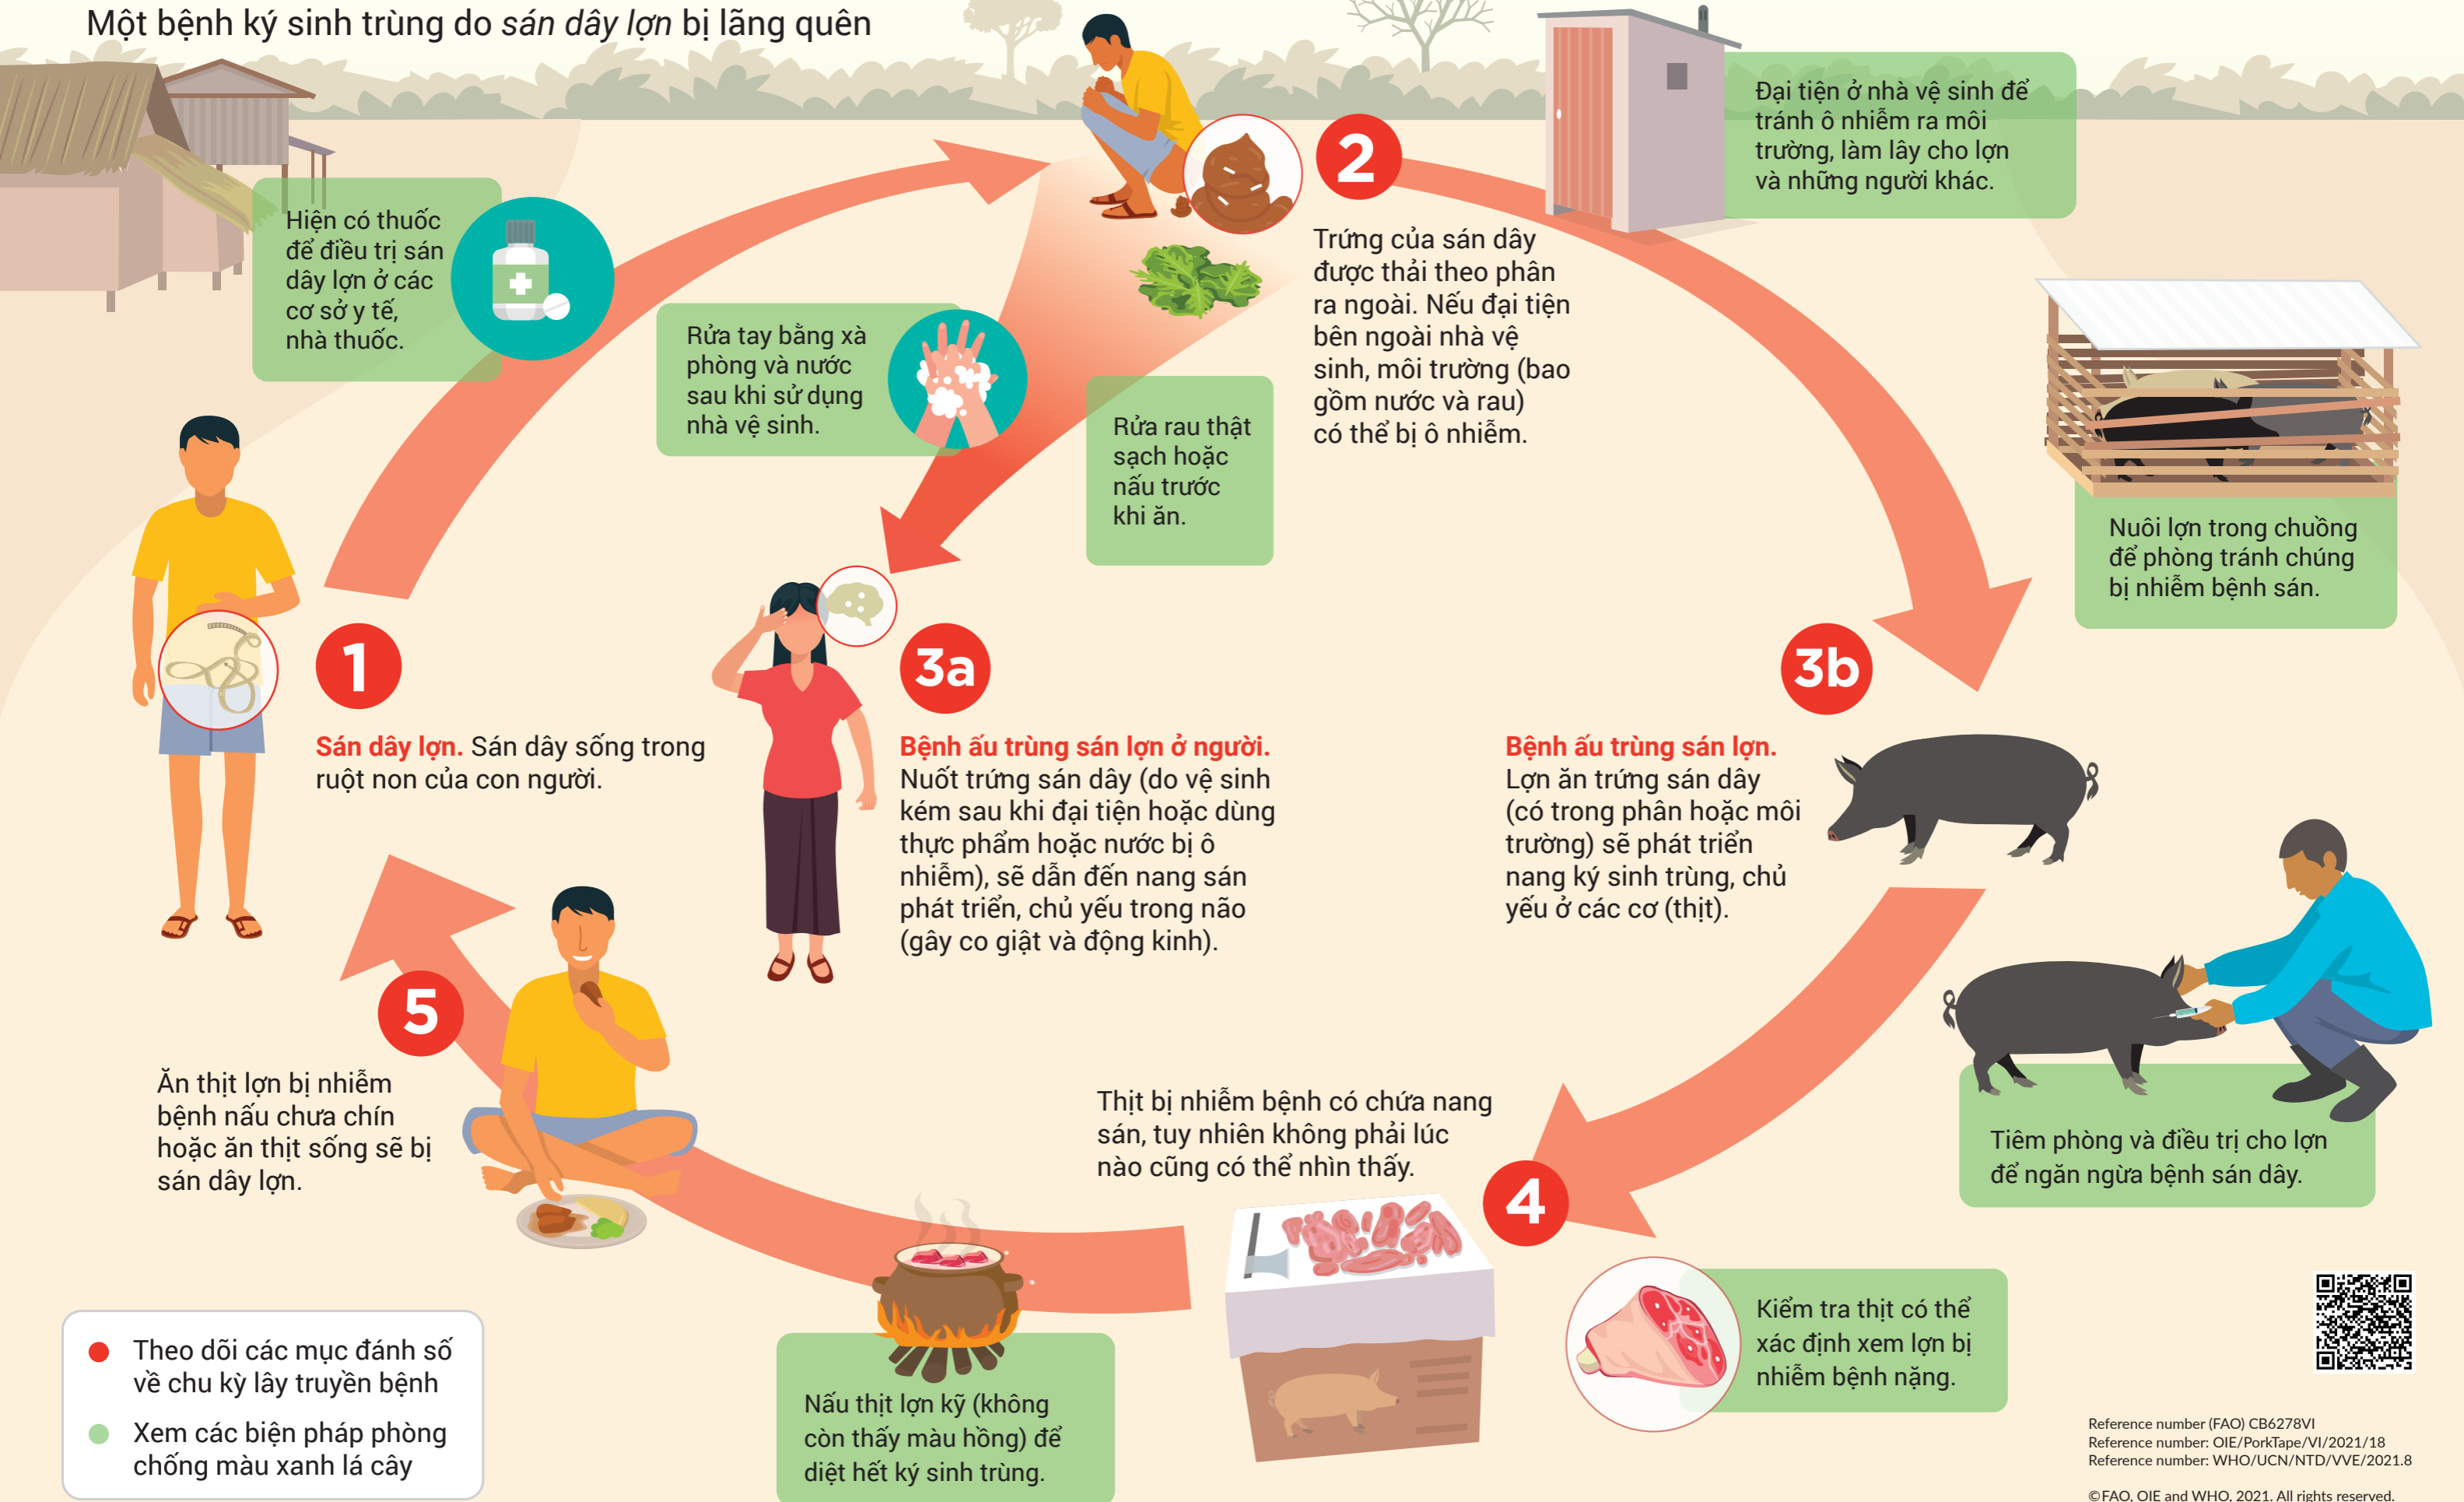 Một bệnh ký sinh trùng do sán dây lợn bị lãng quên
Hiện có thuốc
để điều trị sán
dây lợn ở các
cơ sở y tế,
nhà thuốc.
Rửa tay bằng xà
phòng và nước
sau khi sử dụng
nhà vệ sinh.
Rửa rau thật
sạch hoặc
nấu trước
khi ăn.
2
Trứng của sán dây
được thải theo phân
ra ngoài. Nếu đại tiện
bên ngoài nhà vệ
sinh, môi trường (bao
gồm nước và rau)
có thể bị ô nhiễm.
Đại tiện ở nhà vệ sinh để
tránh ô nhiễm ra môi
trường, làm lây cho lợn
và những người khác.
Nuôi lợn trong chuồng
để phòng tránh chúng
bị nhiễm bệnh sán.
1
Sán dây lợn. Sán dây sống trong
ruột non của con người.
3a
Bệnh ấu trùng sán lợn ở người.
Nuốt trứng sán dây (do vệ sinh
kém sau khi đại tiện hoặc dùng
thực phẩm hoặc nước bị ô
nhiễm), sẽ dẫn đến nang sán
phát triển, chủ yếu trong não
(gây co giật và động kinh).
3b
Bệnh ấu trùng sán lợn.
Lợn ăn trứng sán dây
(có trong phân hoặc môi
trường) sẽ phát triển
nang ký sinh trùng, chủ
yếu ở các cơ (thịt).
Tiêm phòng và điều trị cho lợn
để ngăn ngừa bệnh sán dây.
4
Thịt bị nhiễm bệnh có chứa nang
sán, tuy nhiên không phải lúc
nào cũng có thể nhìn thấy.
Kiểm tra thịt có thể
xác định xem lợn bị
nhiễm bệnh nặng.
Nấu thịt lợn kỹ (không
còn thấy màu hồng) để
diệt hết ký sinh trùng.
5
Ăn thịt lợn bị nhiễm
bệnh nấu chưa chín
hoặc ăn thịt sống sẽ bị
sán dây lợn.
Theo dõi các mục đánh số
về chu kỳ lây truyền bệnh
Xem các biện pháp phòng
chống màu xanh lá cây
Reference number (FAO) CB6278VI
Reference number: OIE/PorkTape/VI/2021/18
Reference number: WHO/UCN/NTD/VVE/2021.8
©FAO, OIE and WHO, 2021. All rights reserved.